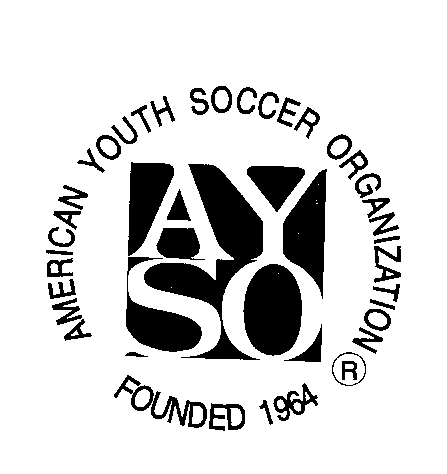 AMERICAN YOUTH SOCCER ORGANIZATION
AY
SO
®
FOUNDED 1964